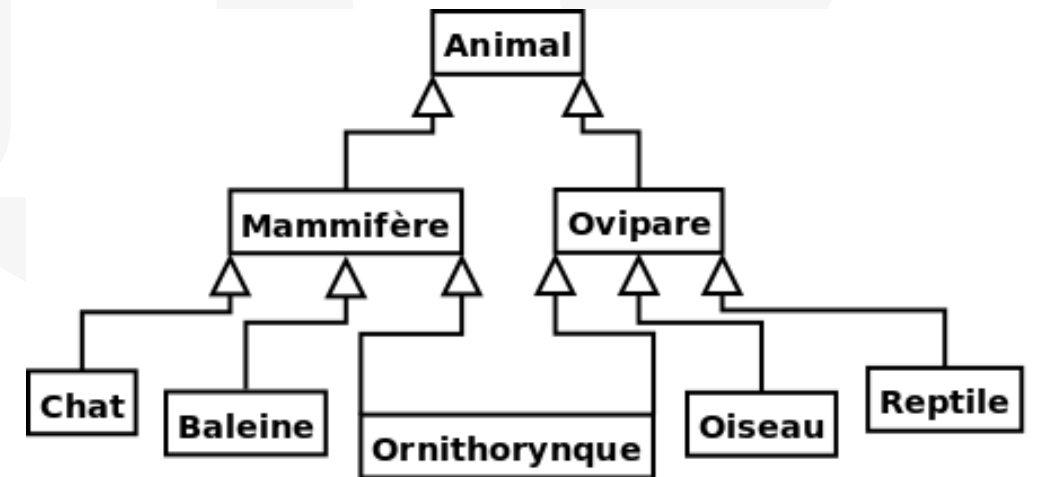 Animal
Mammifère
Ovipare
Chat
Baleine
Ornithorynque
Oiseau
Reptile